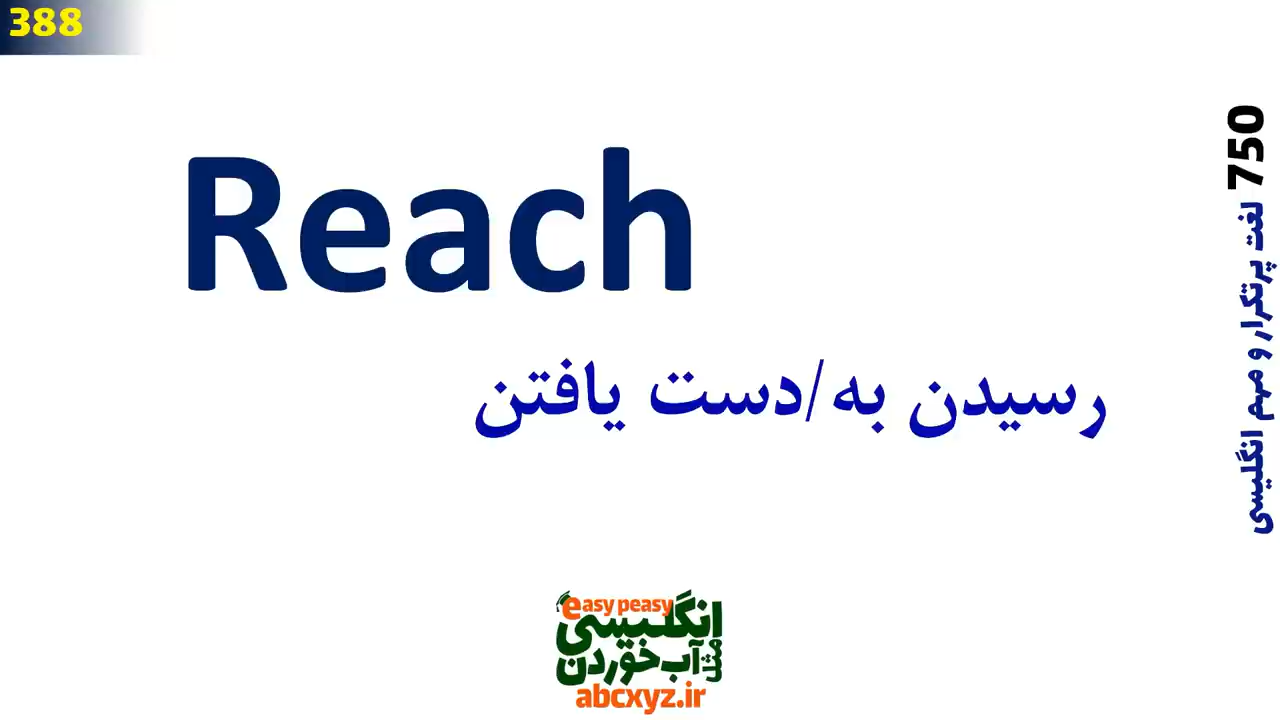 388
Reach
رسیدن به/دست یافتن
750 لغت پرتکرار و مهم انگلیسی
easy peasy
انگلیسی
مثل آب خوردن
abcxyz.ir